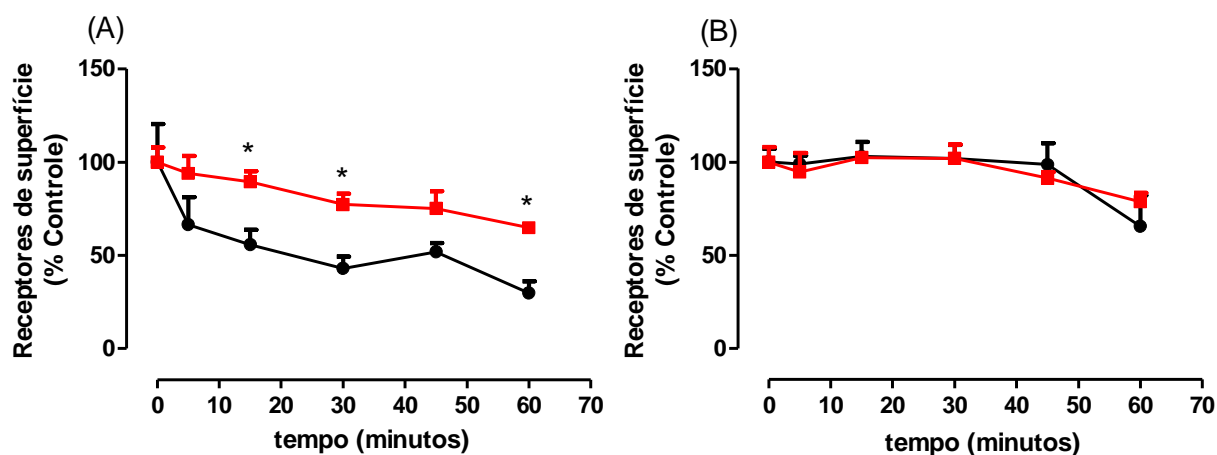 (A)
Receptores de superfície
(% Controle)
150
100
50
0
*
*
*
0 10 20 30 40 50 60 70
tempo (minutos)
(B)
Receptores de superfície
(% Controle)
150
100
50
0
0 10 20 30 40 50 60 70
tempo (minutos)